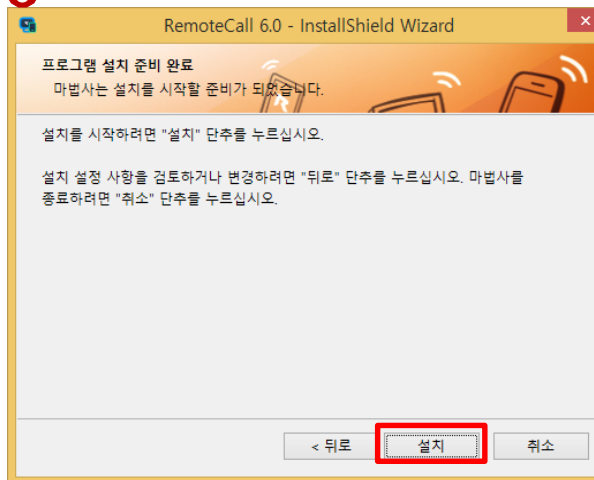 RemoteCall 6.0 - InstallShield Wizard
프로그램 설치 준비 완료
마법사는 설치를 시작할 준비가 되었습니다.
설치를 시작하려면 "설치" 단추를 누르십시오.
설치 설정 사항을 검토하거나 변경하려면 "뒤로" 단추를 누르십시오. 마법사를
종료하려면 "취소" 단추를 누르십시오.
< 뒤로 설치 취소